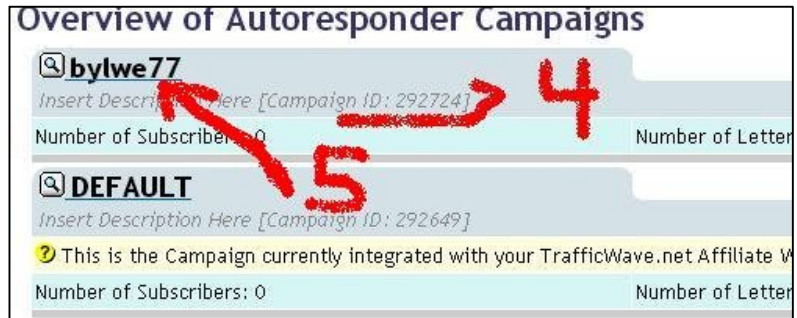 Overview of Autoresponder Campaigns
bylwe77
4
Insert Description Here [Campaign ID: 292724]
Number of Subscribers: 0 Number of Letter
5
DEFAULT
Insert Description Here [Campaign ID: 292649]
? This is the Campaign currently integrated with your TrafficWave.net Affiliate W
Number of Subscribers: 0 Number of Letter